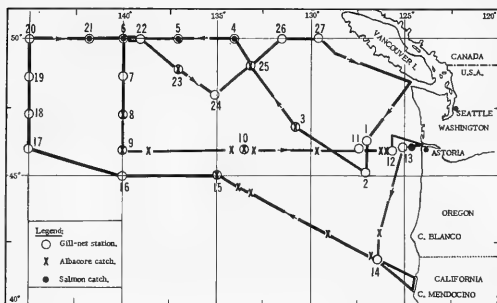 140° 135° 130° 125°
20 21 6 22 5 4 26 27
50°
VANCOUVER I.
CANADA
U.S.A.
19 7 23 25
24
SEATTLE
WASHINGTON
18 8 3 1
17 9 10 11 12 13
ASTORIA
45° 16 15 2
OREGON
Legend:
Gill-net station.
Albacore catch.
Salmon catch.
C. BLANCO
14
CALIFORNIA
C. MENDOCINO
40°